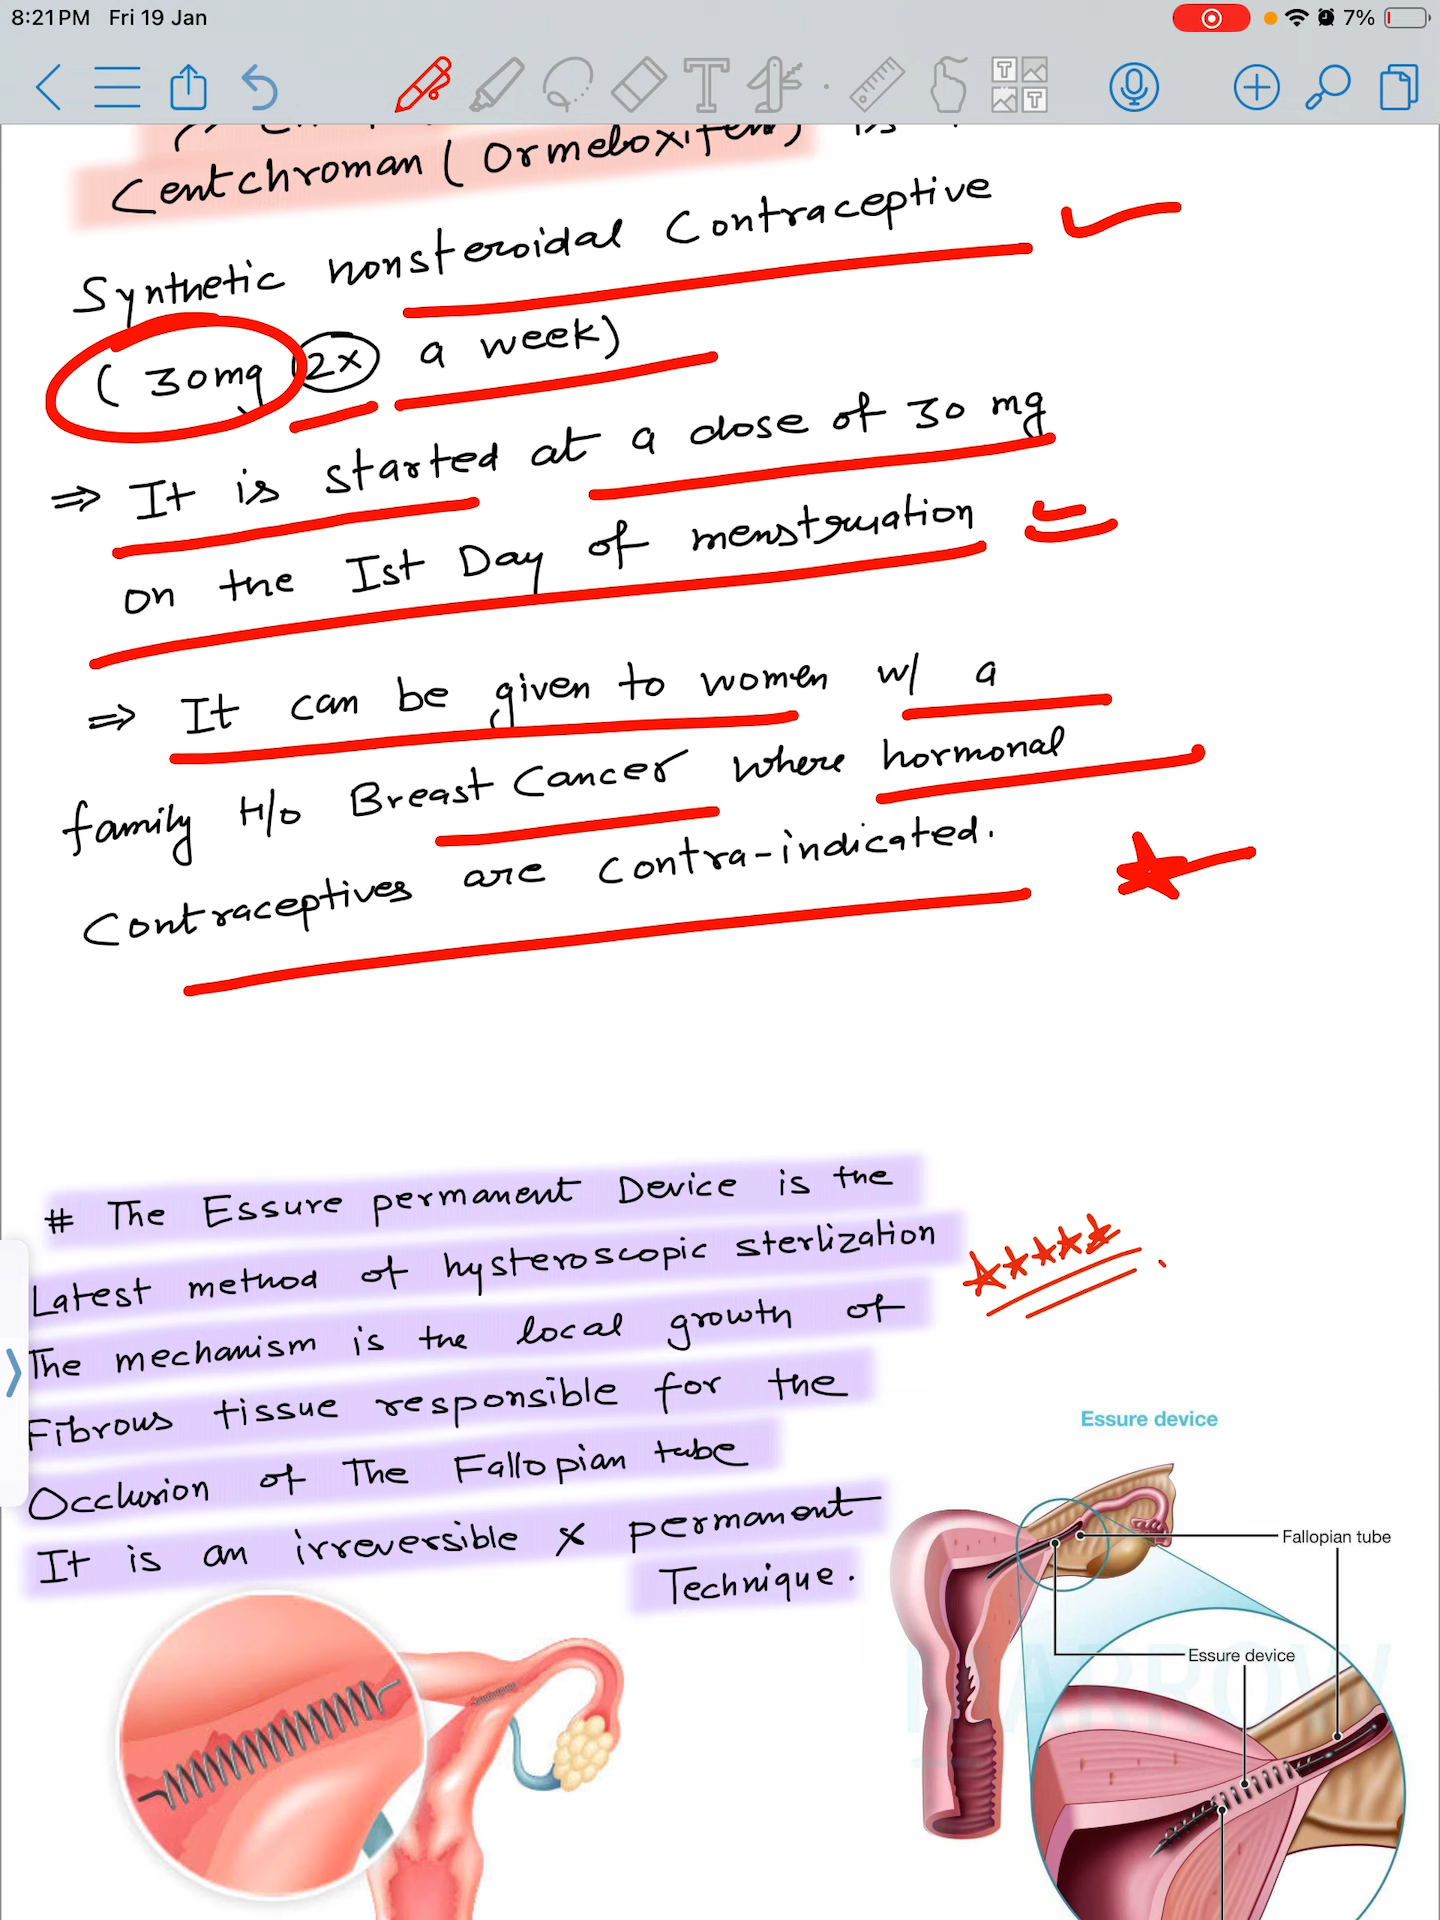 8:21 PM Fri 19 Jan
7%
Centchroman (Ormeloxifen) is
Synthetic nonsteroidal Contraceptive
(30mg 2x a week)
⇒ It is started at a dose of 30 mg
on the Ist Day of menstruation
⇒ It can be given to women w/ a
family H/o Breast Cancer where hormonal
Contraceptives are contra-indicated.
# The Essure permanent Device is the
Latest method of hysteroscopic sterlization
The mechanism is the local growth of
Fibrous tissue responsible for the
Occlusion of The Fallopian tube
It is an irreversible & permanent
Technique.
Essure device
Fallopian tube
Essure device